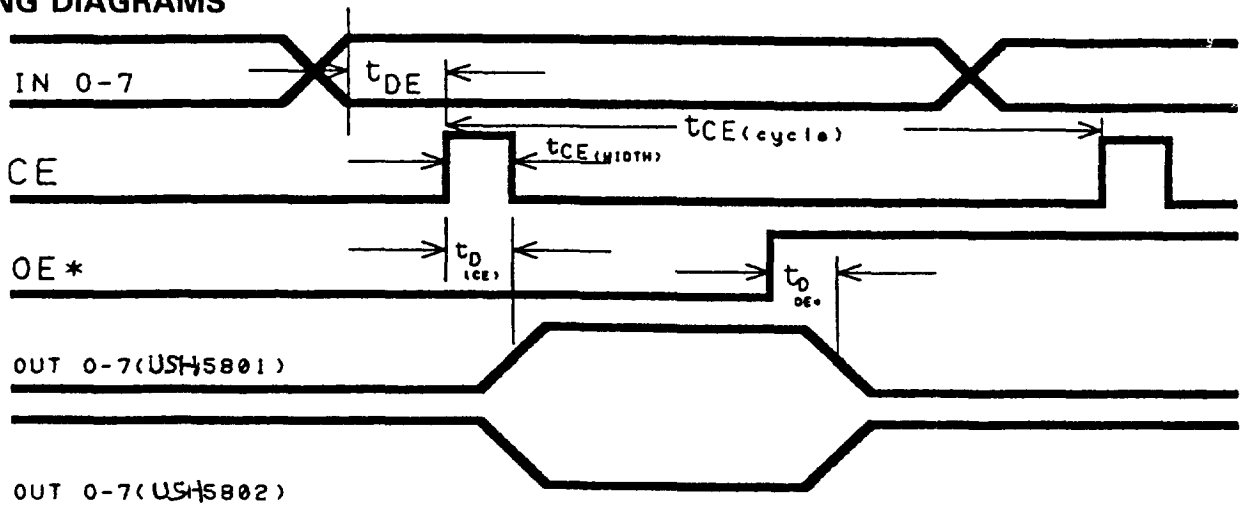 NG DIAGRAMS
IN 0-7
tDE
tCE(cycle)
tCE(WIDTH)
CE
tD
(CE)
OE*
tD
OE*
OUT 0-7(USH5801)
OUT 0-7(USH5802)